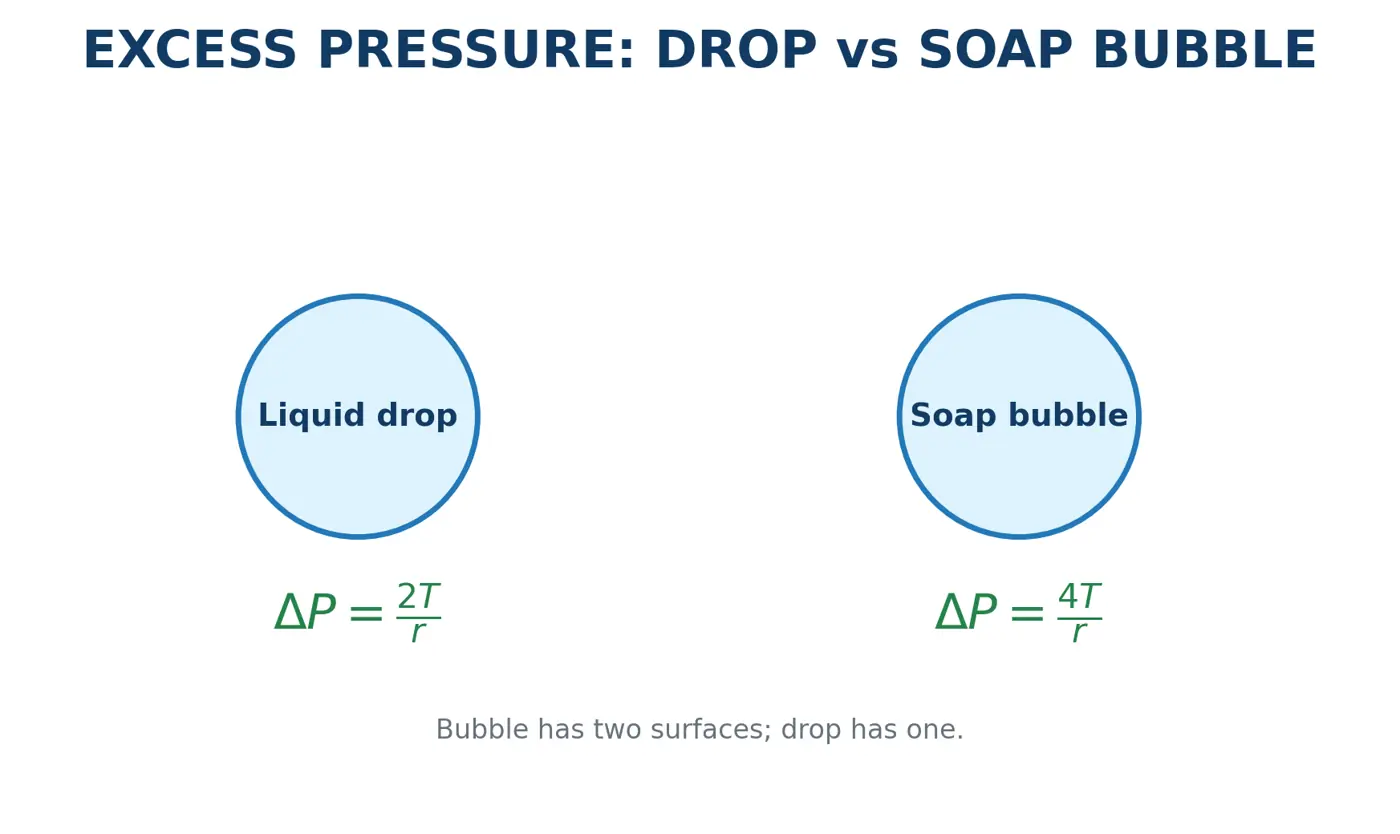 EXCESS PRESSURE: DROP vs SOAP BUBBLE
Liquid drop
Soap bubble
ΔP = 2T/r
ΔP = 4T/r
Bubble has two surfaces; drop has one.